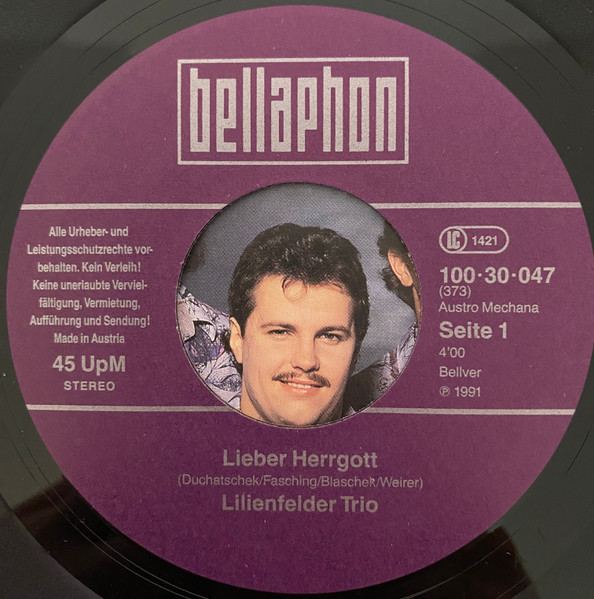 bellaphon
Alle Urheber- und
Leistungsschutzrechte vor-
behalten. Kein Verleih!
Keine unerlaubte Verviel-
fältigung, Vermietung,
Aufführung und Sendung!
Made in Austria
45 UpM
STEREO
LC 1421
100·30·047
(373)
Austro Mechana
Seite 1
4'00
Bellver
℗ 1991
Lieber Herrgott
(Duchatschek/Fasching/Blaschek/Weirer)
Lilienfelder Trio